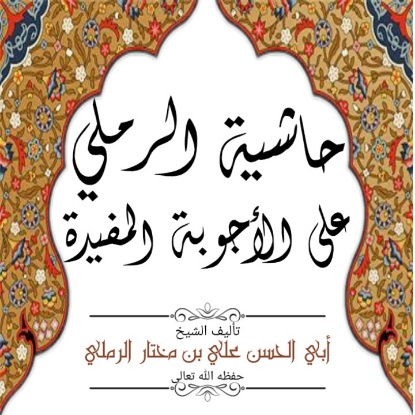 حاشية الرملي
على الأجوبة المفيدة
تأليف الشيخ
أبي الحسن علي بن مختار الرملي
حفظه الله تعالى